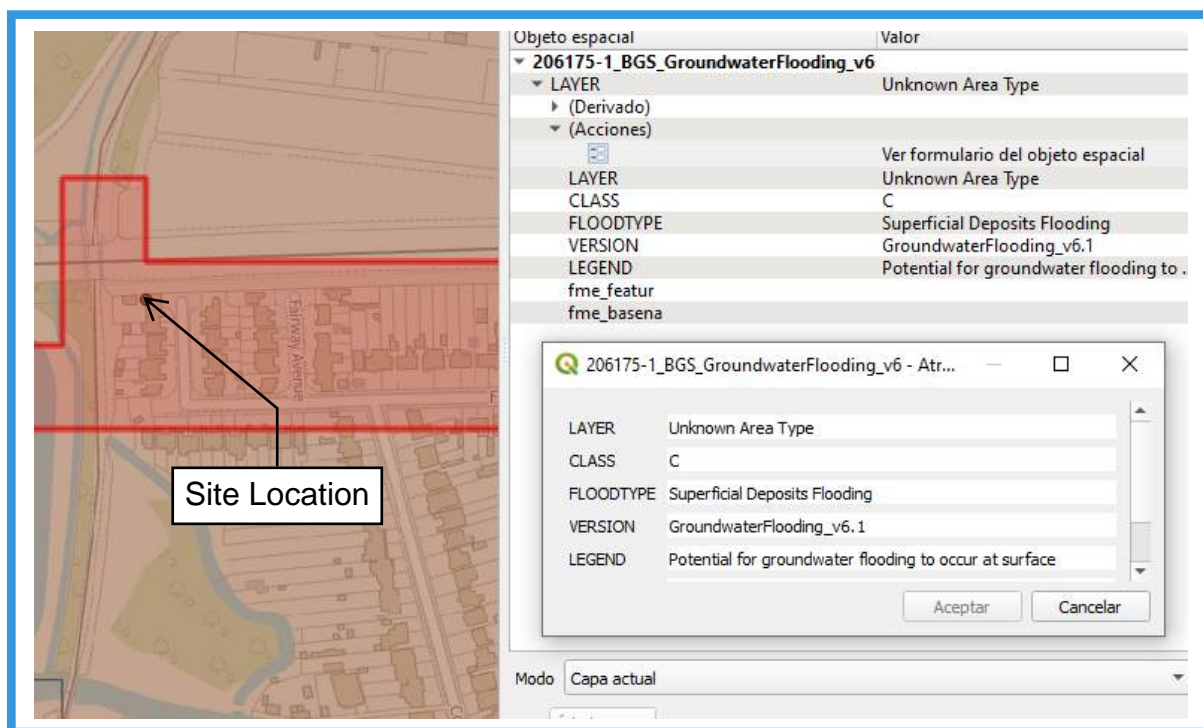 Objeto espacial Valor
206175-1_BGS_GroundwaterFlooding_v6
LAYER Unknown Area Type
(Derivado)
(Acciones)
Ver formulario del objeto espacial
LAYER Unknown Area Type
CLASS C
FLOODTYPE Superficial Deposits Flooding
VERSION GroundwaterFlooding_v6.1
LEGEND Potential for groundwater flooding to .
fme_featur
fme_basena
Fairway Avenue
F
Site Location
206175-1_BGS_GroundwaterFlooding_v6 - Atr...
LAYER Unknown Area Type
CLASS C
FLOODTYPE Superficial Deposits Flooding
VERSION GroundwaterFlooding_v6.1
LEGEND Potential for groundwater flooding to occur at surface
Aceptar Cancelar
Modo Capa actual